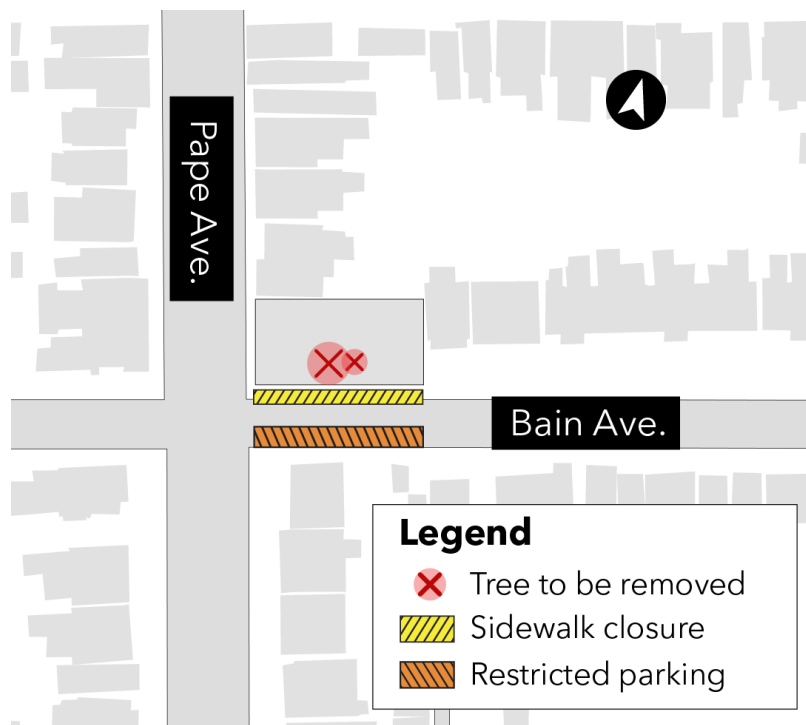 Pape Ave.
Bain Ave.
Legend
Tree to be removed
Sidewalk closure
Restricted parking